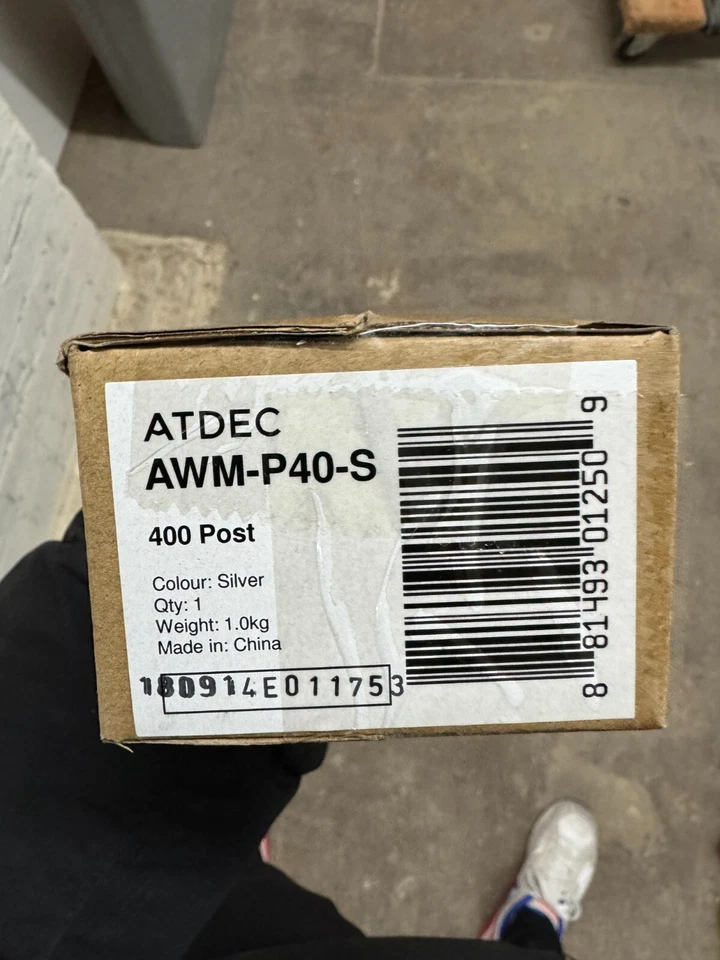 ATDEC
AWM-P40-S
400 Post
Colour: Silver
Qty: 1
Weight: 1.0kg
Made in: China
180914E011753
8 81493 01250 9